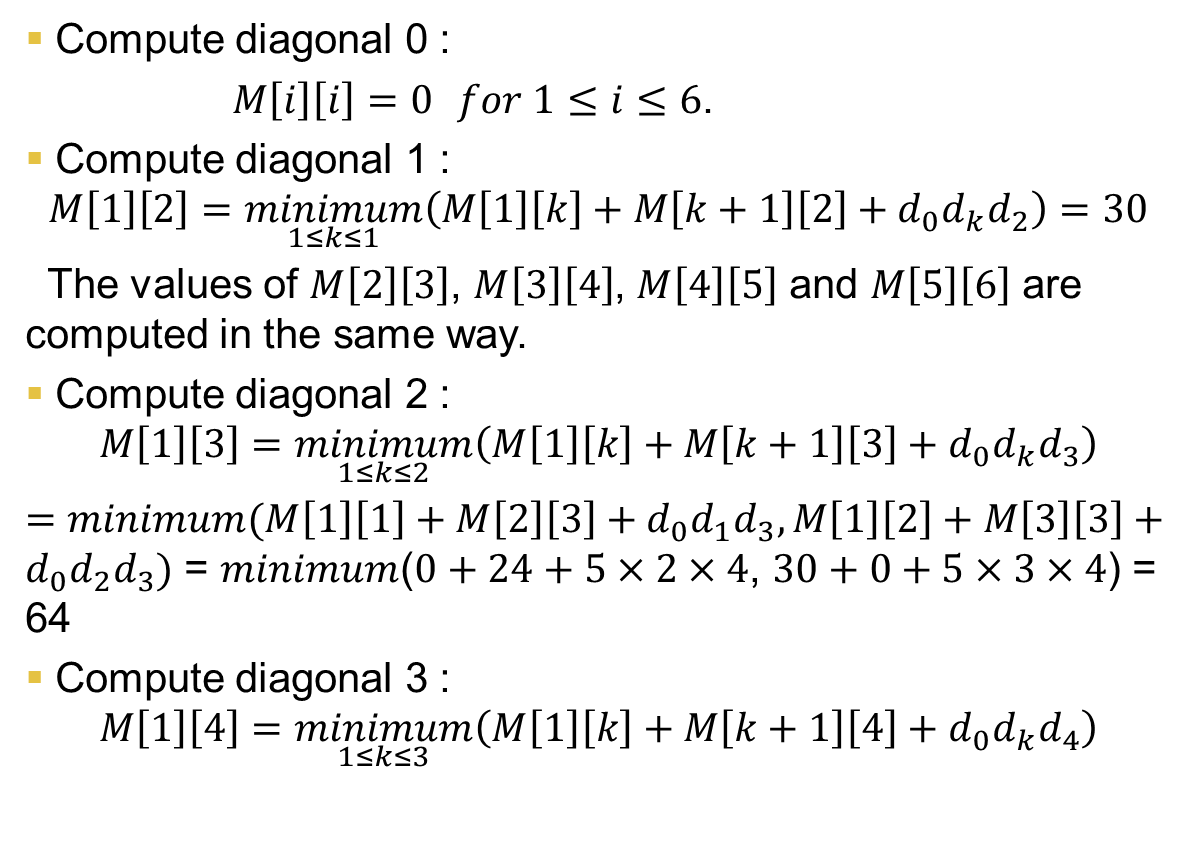 ▪ Compute diagonal 0 :
M[i][i] = 0 for 1 ≤ i ≤ 6.
▪ Compute diagonal 1 :
M[1][2] = minimum(M[1][k] + M[k + 1][2] + d₀dₖd₂) = 30
1≤k≤1
The values of M[2][3], M[3][4], M[4][5] and M[5][6] are
computed in the same way.
▪ Compute diagonal 2 :
M[1][3] = minimum(M[1][k] + M[k + 1][3] + d₀dₖd₃)
1≤k≤2
= minimum(M[1][1] + M[2][3] + d₀d₁d₃, M[1][2] + M[3][3] +
d₀d₂d₃) = minimum(0 + 24 + 5 × 2 × 4, 30 + 0 + 5 × 3 × 4) =
64
▪ Compute diagonal 3 :
M[1][4] = minimum(M[1][k] + M[k + 1][4] + d₀dₖd₄)
1≤k≤3